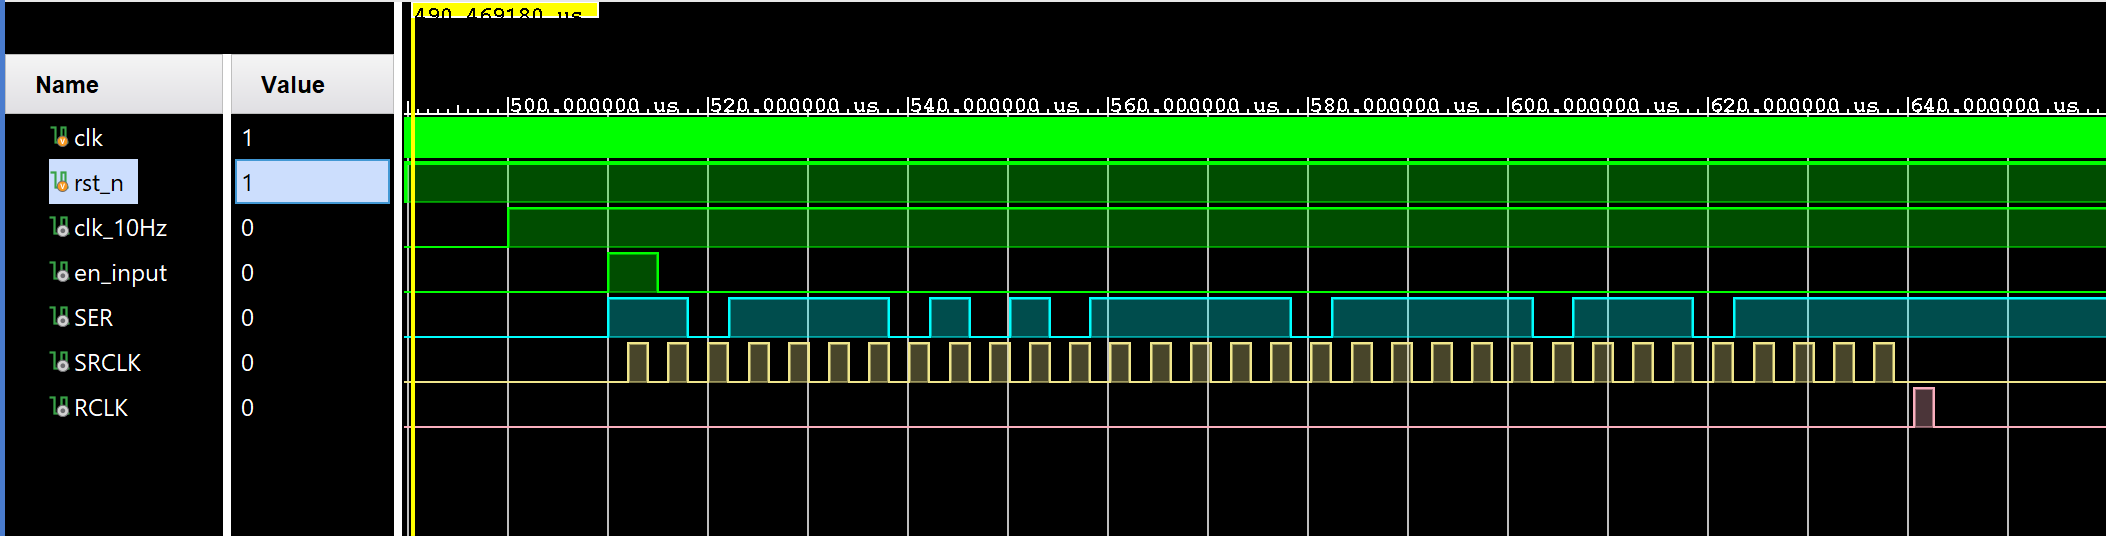 490.469180 us
Name Value
500.000000 us 520.000000 us 540.000000 us 560.000000 us 580.000000 us 600.000000 us 620.000000 us 640.000000 us
clk 1
rst_n 1
clk_10Hz 0
en_input 0
SER 0
SRCLK 0
RCLK 0